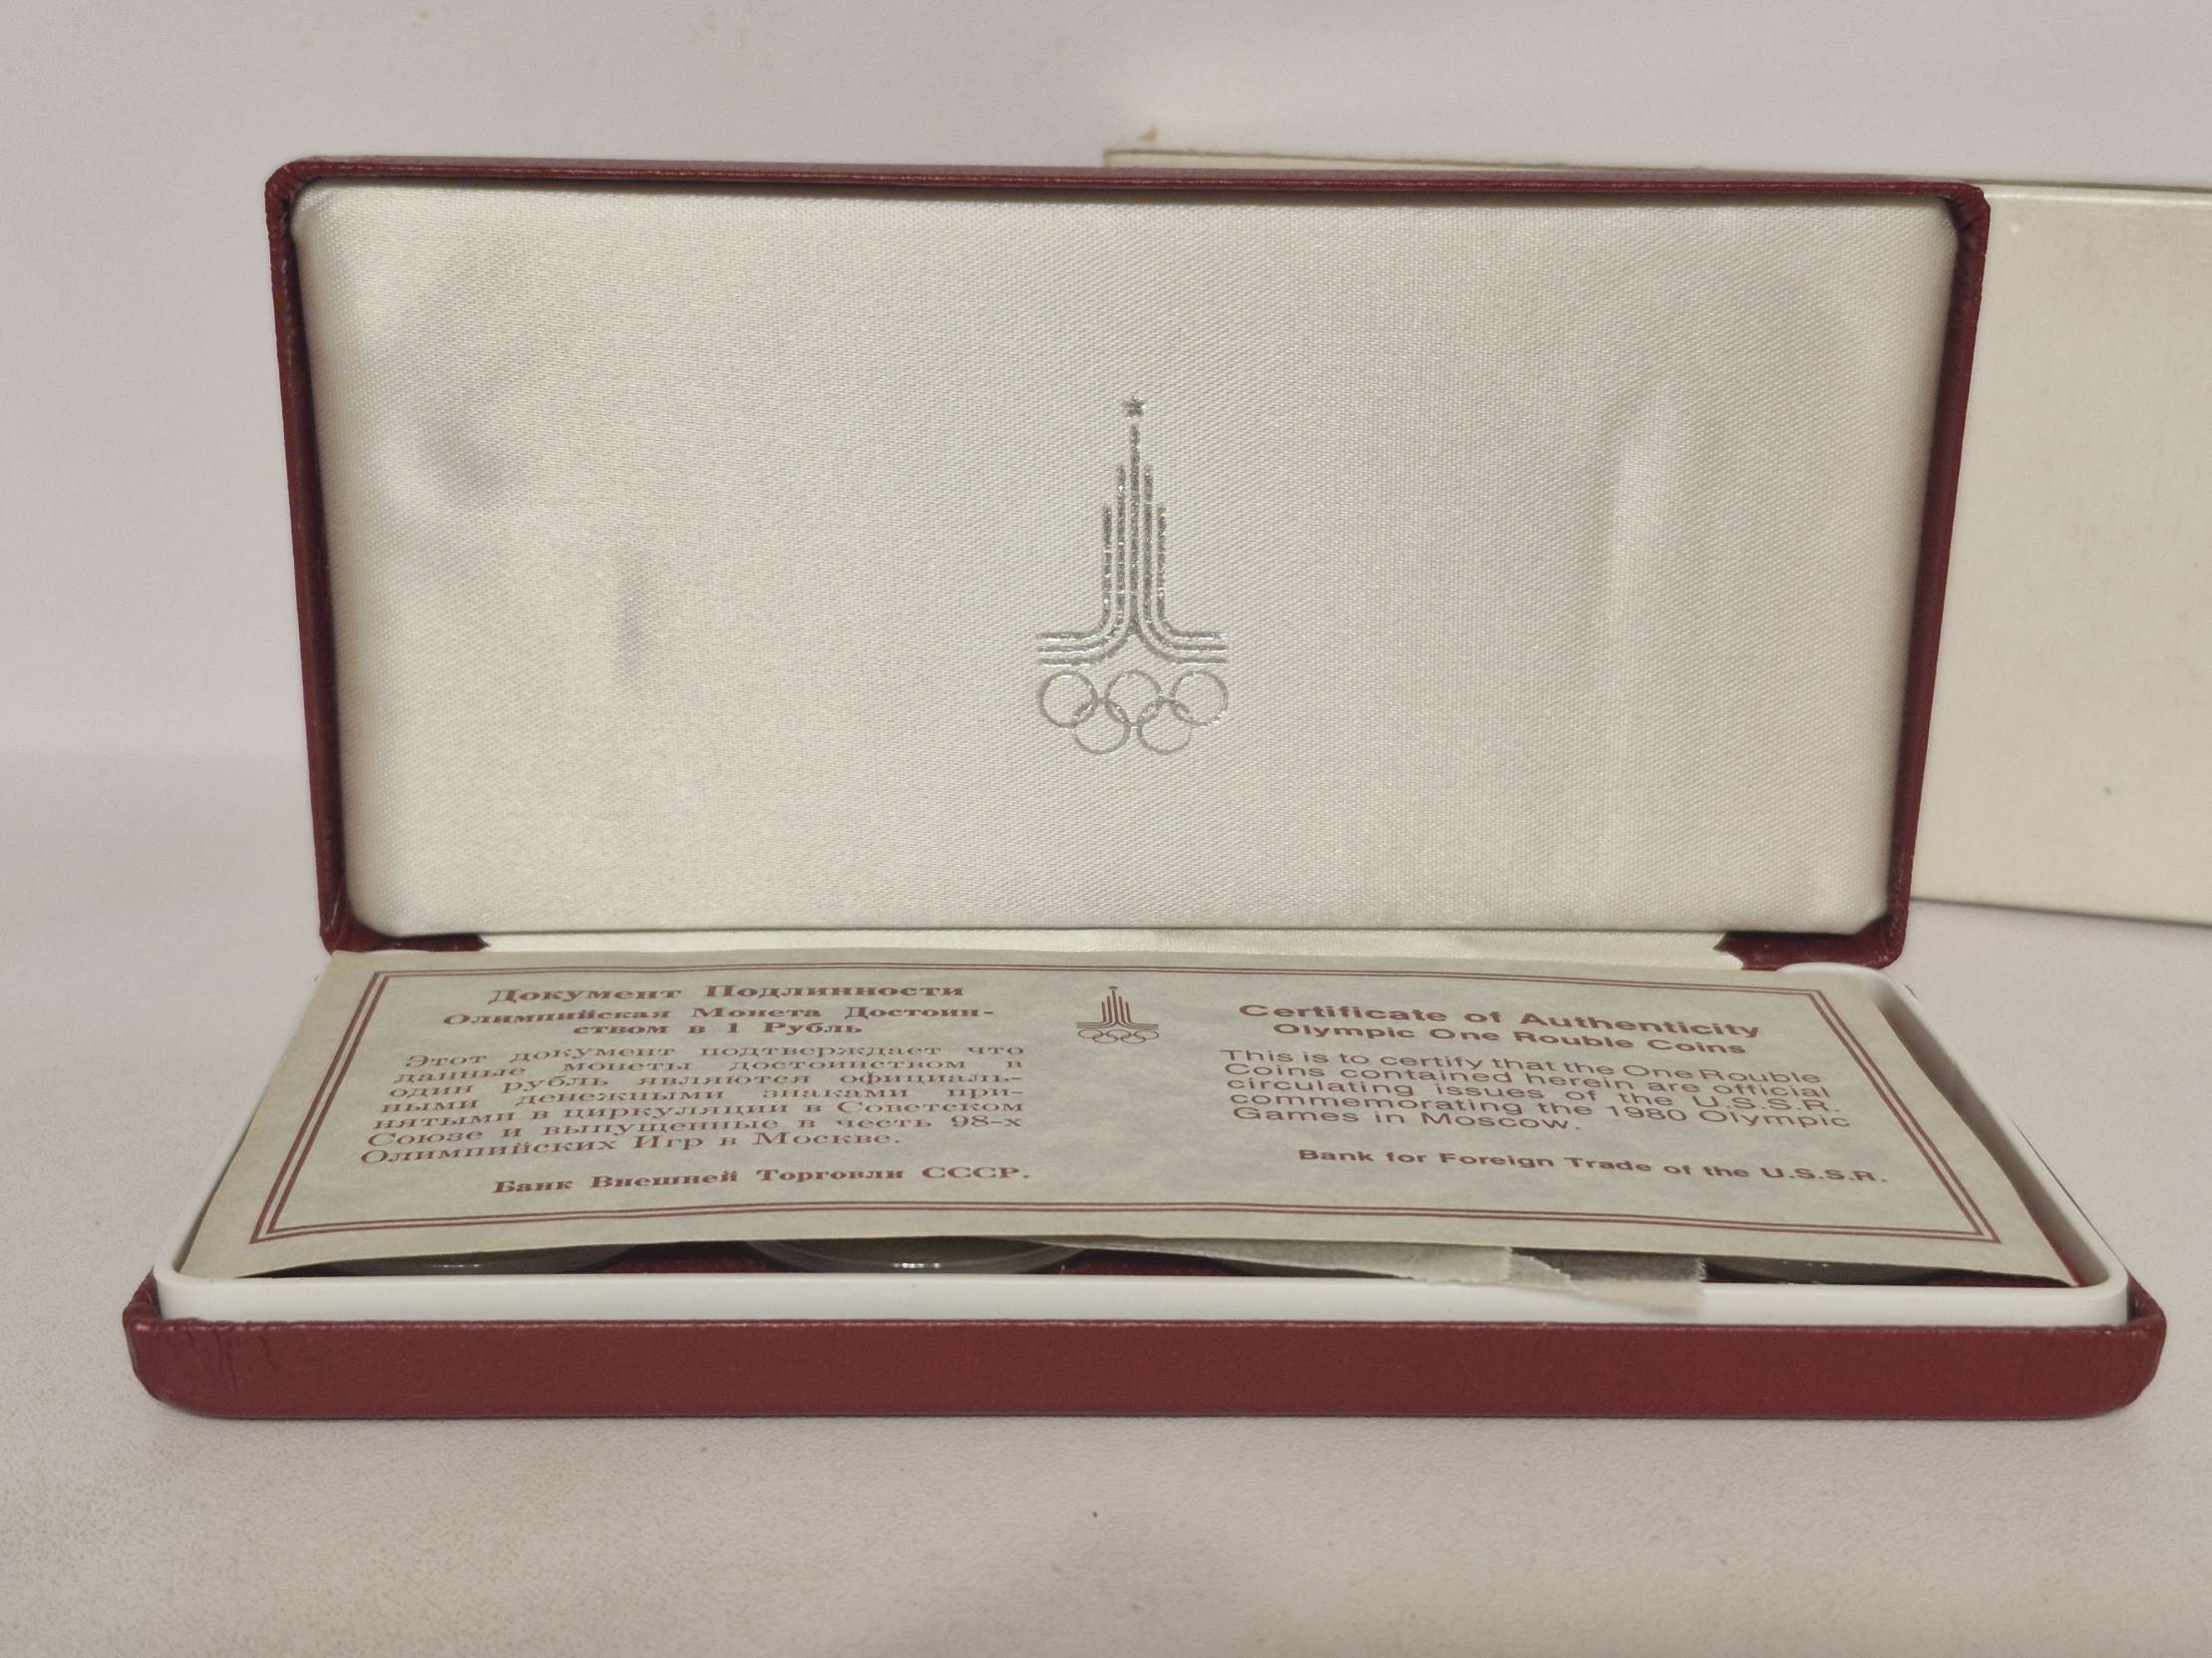 Документ Подлинности
Олимпийская Монета Достоин-
ством в 1 Рубль
Этот документ подтверждает что
данные монеты достоинством в
один рубль являются официаль-
ными денежными знаками при-
нятыми в циркуляции в Советском
Союзе и выпущенные в честь 98-х
Олимпийских Игр в Москве.
Банк Внешней Торговли СССР.
Certificate of Authenticity
Olympic One Rouble Coins
This is to certify that the One Rouble
Coins contained herein are official
circulating issues of the U.S.S.R.
commemorating the 1980 Olympic
Games in Moscow.
Bank for Foreign Trade of the U.S.S.R.